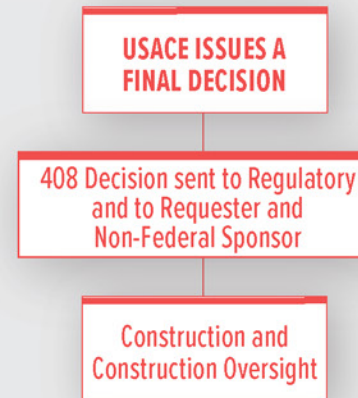 USACE ISSUES A
FINAL DECISION
408 Decision sent to Regulatory
and to Requester and
Non-Federal Sponsor
Construction and
Construction Oversight